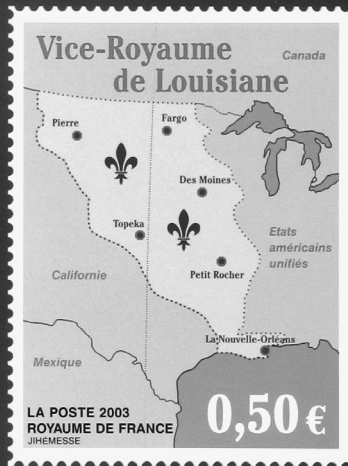 Vice-Royaume
de Louisiane
Canada
Pierre
Fargo
Des Moines
Topeka
Etats
américains
unifiés
Petit Rocher
Californie
La Nouvelle-Orléans
Mexique
LA POSTE 2003
ROYAUME DE FRANCE
JIHÉMESSE
0,50 €